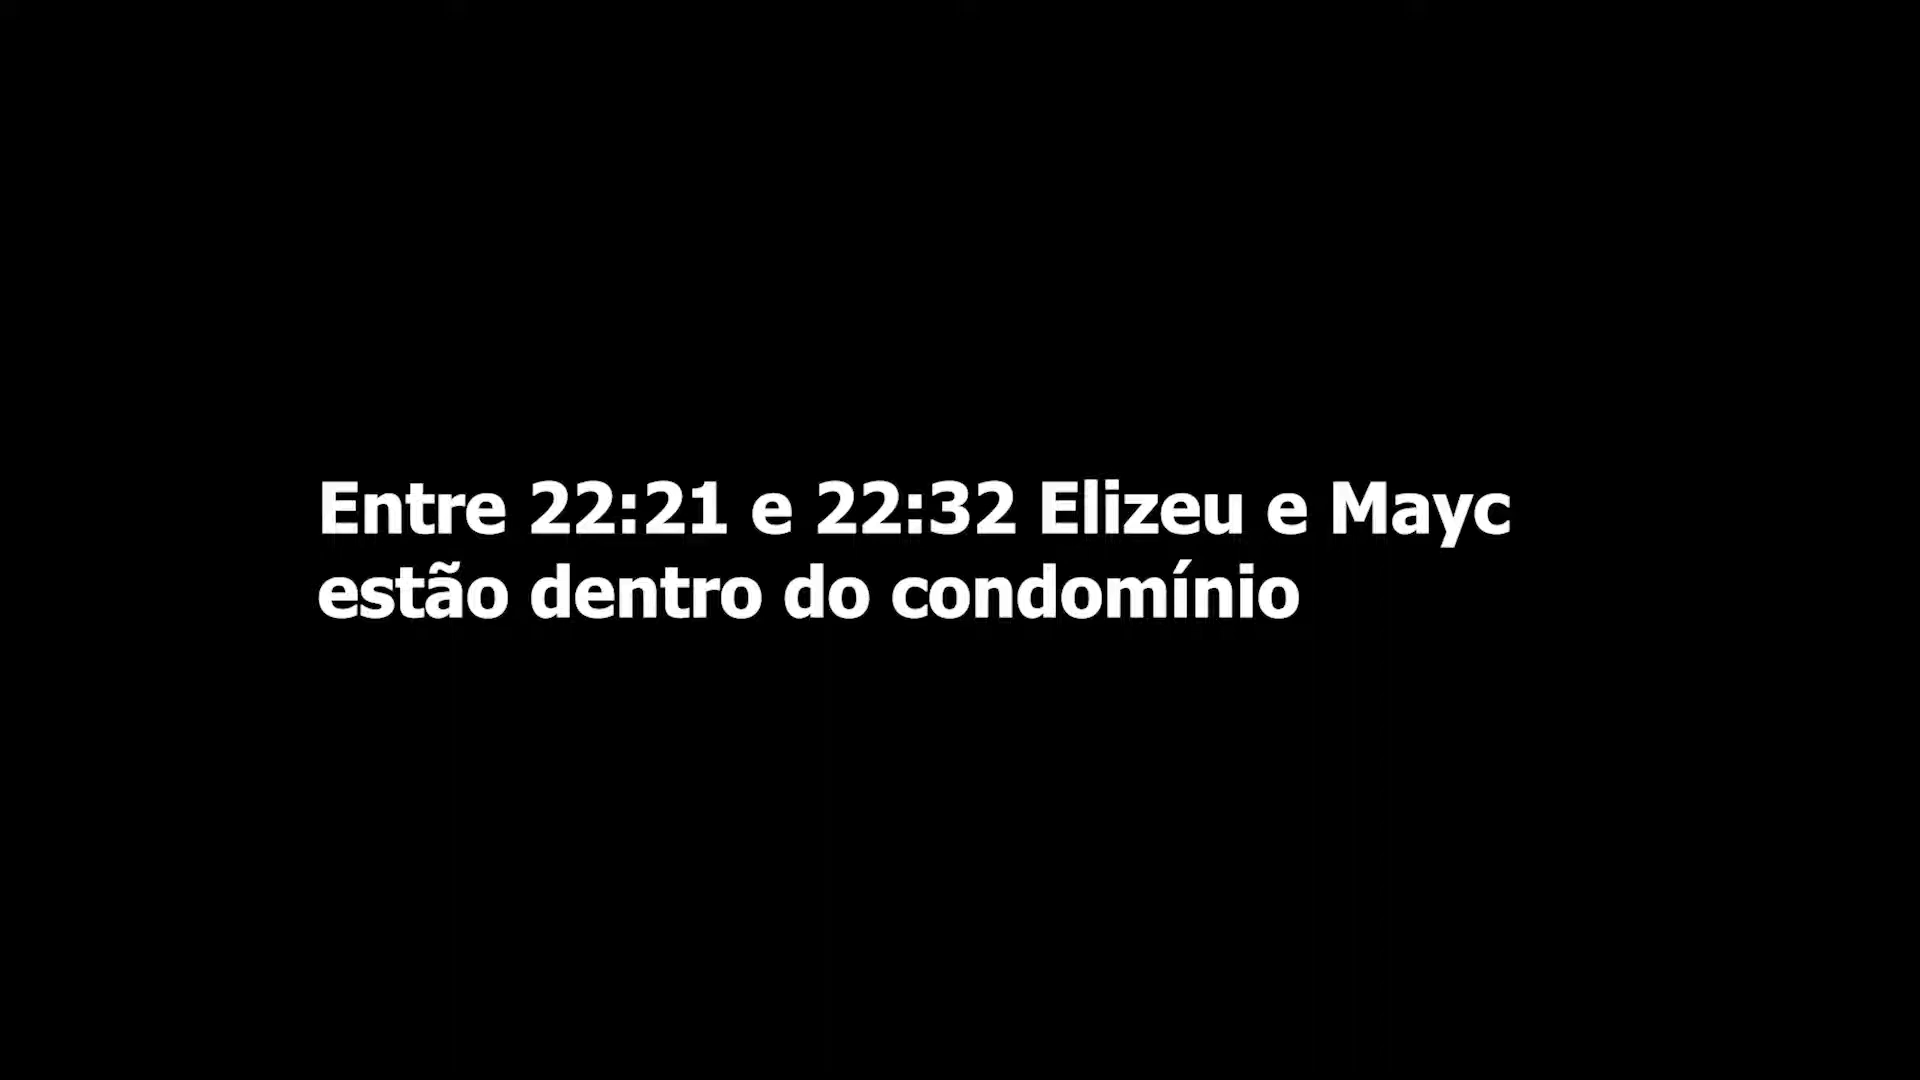 Entre 22:21 e 22:32 Elizeu e Mayc
estão dentro do condomínio